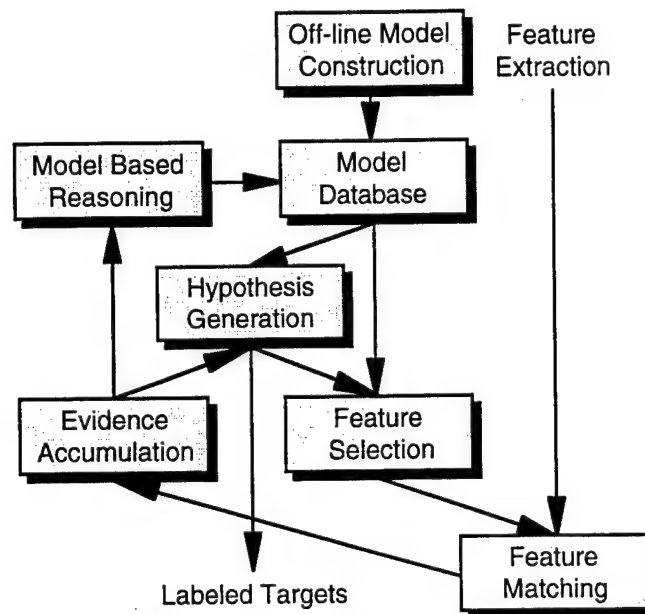 Off-line Model
Construction
Feature
Extraction
Model Based
Reasoning
Model
Database
Hypothesis
Generation
Evidence
Accumulation
Feature
Selection
Labeled Targets
Feature
Matching